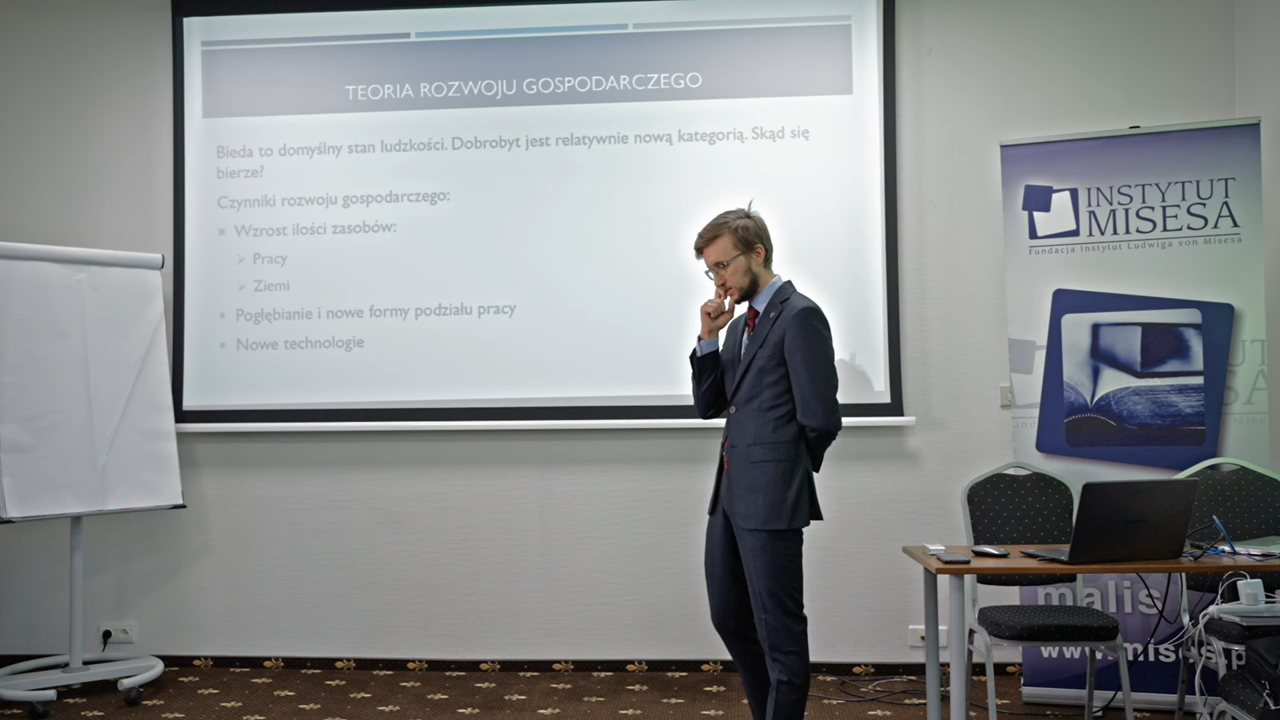 TEORIA ROZWOJU GOSPODARCZEGO
Bieda to domyślny stan ludzkości. Dobrobyt jest relatywnie nową kategorią. Skąd się
bierze?
Czynniki rozwoju gospodarczego:
Wzrost ilości zasobów:
Pracy
Ziemi
Pogłębianie i nowe formy podziału pracy
Nowe technologie
INSTYTUT
MISESA
Fundacja Instytut Ludwiga von Misesa
malis
www.mises.p